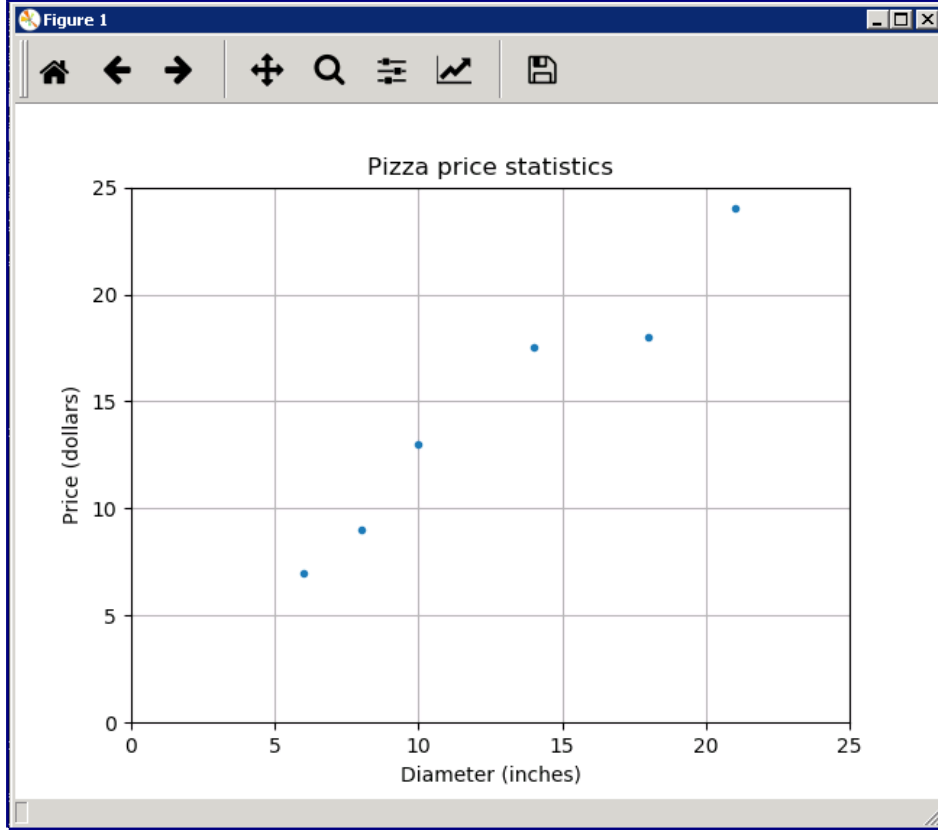 Figure 1
Pizza price statistics
25
20
15
10
5
0
Price (dollars)
0 5 10 15 20 25
Diameter (inches)